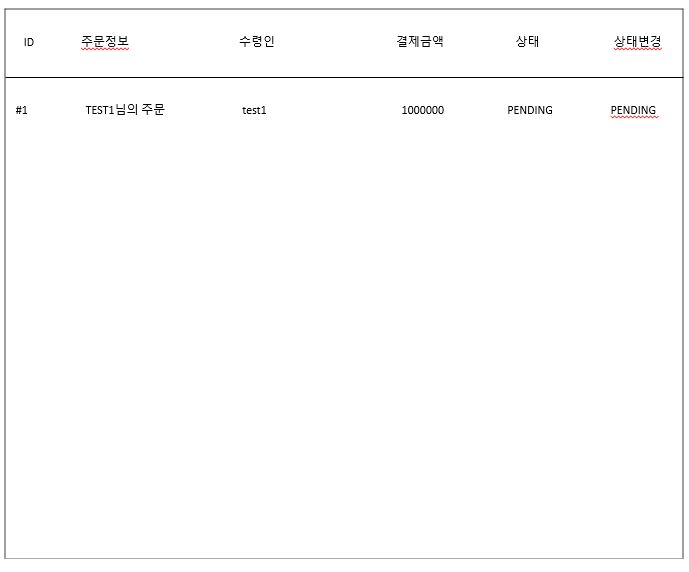 ID 주문정보 수령인 결제금액 상태 상태변경
#1 TEST1님의 주문 test1 1000000 PENDING PENDING